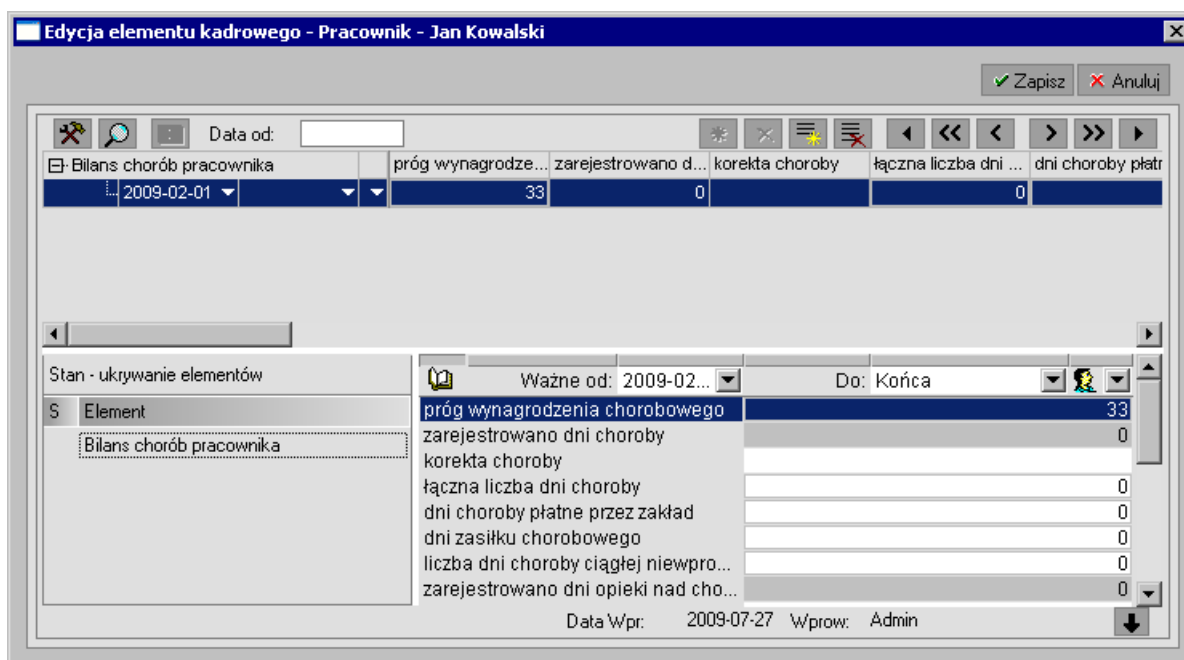 Edycja elementu kadrowego - Pracownik - Jan Kowalski
Zapisz Anuluj
Data od:
Bilans chorób pracownika próg wynagrodze... zarejestrowano d... korekta choroby łączna liczba dni ... dni choroby płatr
2009-02-01 33 0 0
Stan - ukrywanie elementów
Ważne od: 2009-02... Do: Końca
S Element
Bilans chorób pracownika
próg wynagrodzenia chorobowego 33
zarejestrowano dni choroby 0
korekta choroby
łączna liczba dni choroby 0
dni choroby płatne przez zakład 0
dni zasiłku chorobowego 0
liczba dni choroby ciągłej niewpro... 0
zarejestrowano dni opieki nad cho... 0
Data Wpr: 2009-07-27 Wprow: Admin